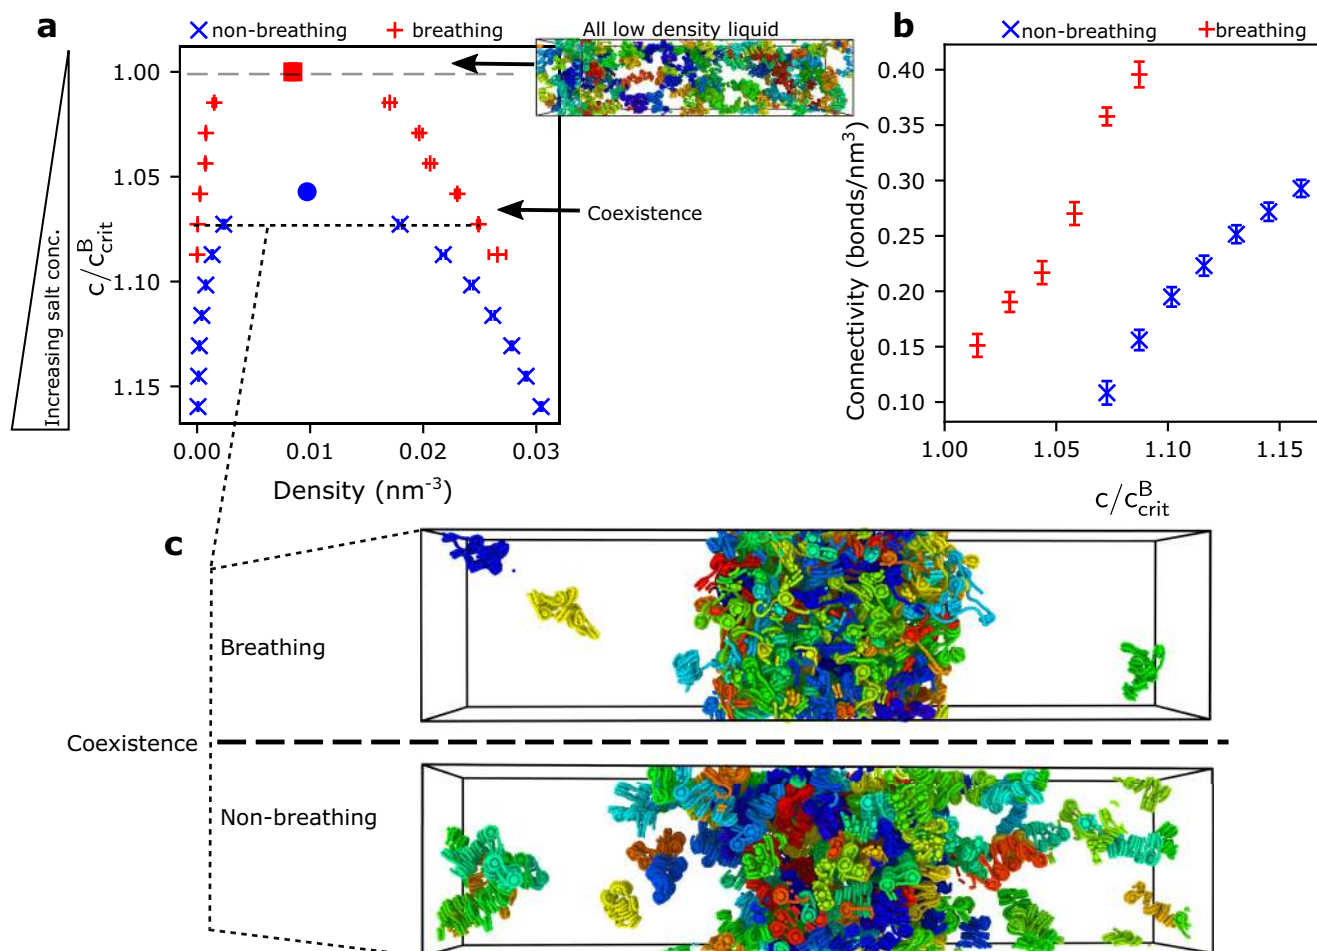 a
× non-breathing + breathing
All low density liquid
1.00
1.05
1.10
1.15
c/c^B_crit
Increasing salt conc.
Coexistence
0.00 0.01 0.02 0.03
Density (nm-3)
b
× non-breathing + breathing
0.40
0.35
0.30
0.25
0.20
0.15
0.10
Connectivity (bonds/nm3)
1.00 1.05 1.10 1.15
c/c^B_crit
c
Breathing
Coexistence
Non-breathing